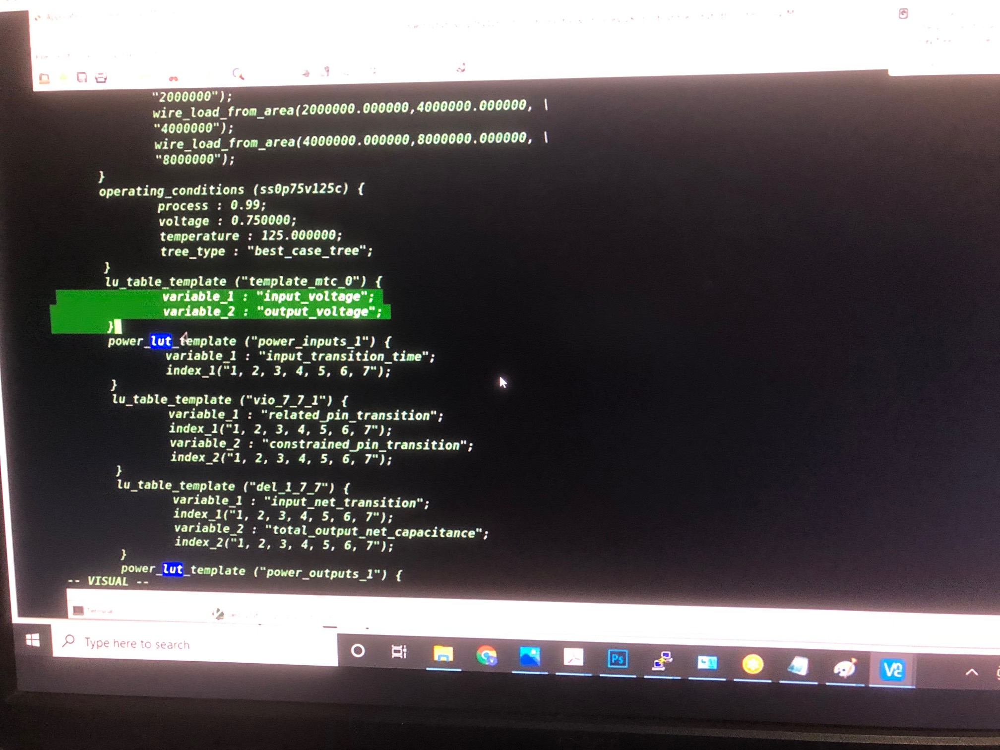 "2000000");
wire_load_from_area(2000000.000000,4000000.000000, \
"4000000");
wire_load_from_area(4000000.000000,8000000.000000, \
"8000000");
}
operating_conditions (ss0p75v125c) {
process : 0.99;
voltage : 0.750000;
temperature : 125.000000;
tree_type : "best_case_tree";
}
lu_table_template ("template_mtc_0") {
variable_1 : "input_voltage";
variable_2 : "output_voltage";
}
power_lut_template ("power_inputs_1") {
variable_1 : "input_transition_time";
index_1("1, 2, 3, 4, 5, 6, 7");
}
lu_table_template ("vio_7_7_1") {
variable_1 : "related_pin_transition";
index_1("1, 2, 3, 4, 5, 6, 7");
variable_2 : "constrained_pin_transition";
index_2("1, 2, 3, 4, 5, 6, 7");
}
lu_table_template ("del_1_7_7") {
variable_1 : "input_net_transition";
index_1("1, 2, 3, 4, 5, 6, 7");
variable_2 : "total_output_net_capacitance";
index_2("1, 2, 3, 4, 5, 6, 7");
}
power_lut_template ("power_outputs_1") {
-- VISUAL --
Terminal
Type here to search
Ps
V2